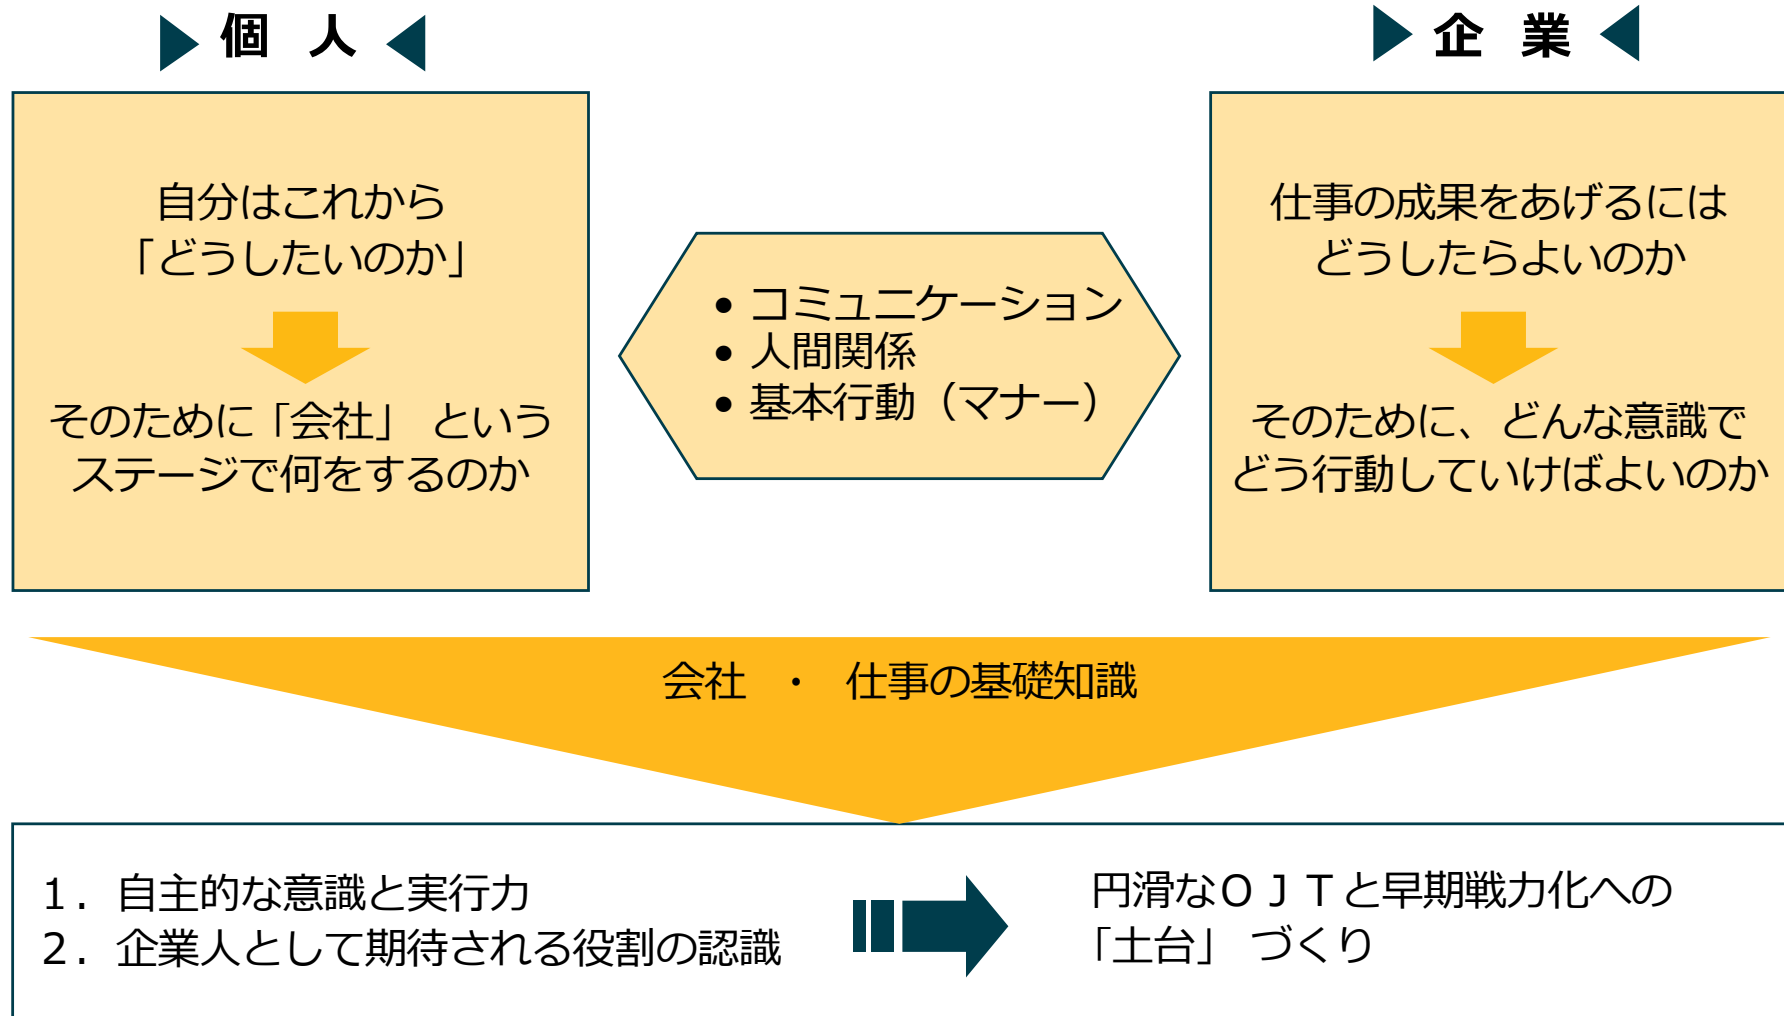 個 人
企 業
自分はこれから
「どうしたいのか」
そのために「会社」 という
ステージで何をするのか
• コミュニケーション
• 人間関係
• 基本行動（マナー）
仕事の成果をあげるには
どうしたらよいのか
そのために、どんな意識で
どう行動していけばよいのか
会社 ・ 仕事の基礎知識
１．自主的な意識と実行力
２．企業人として期待される役割の認識
円滑なＯＪＴと早期戦力化への
「土台」 づくり